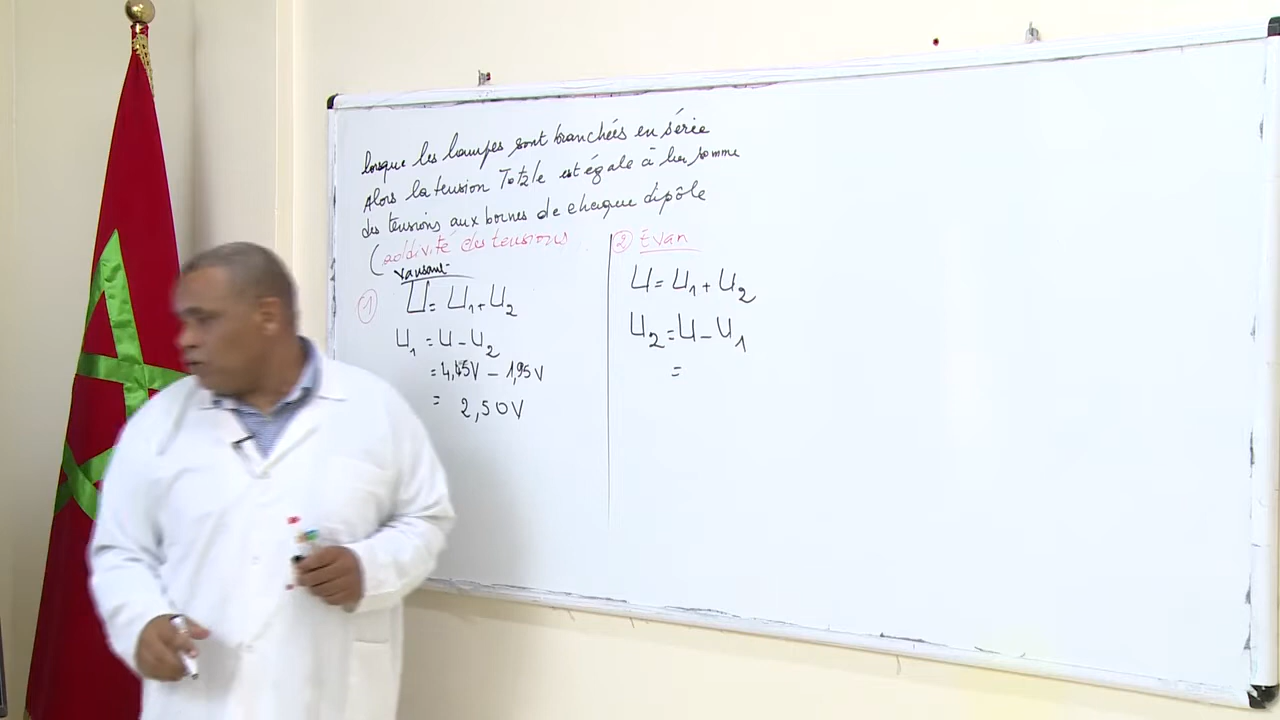 lorsque les lampes sont branchées en série
Alors la tension Totale est égale à la somme
des tensions aux bornes de chaque dipôle
(addivité des tensions
1
U = U1 + U2
U1 = U - U2
= 4,45V - 1,95V
= 2,50V
2 Evan
U = U1 + U2
U2 = U - U1
=